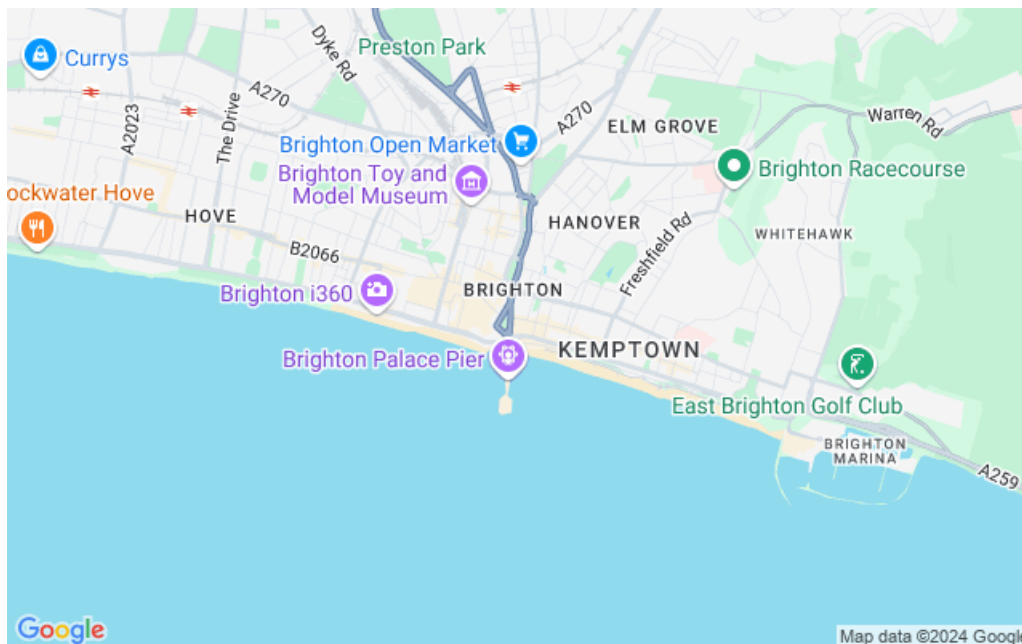 Preston Park
Dyke Rd
Currys
A270
A2023
The Drive
A270
ELM GROVE
Warren Rd
Brighton Open Market
Brighton Toy and
Model Museum
Brighton Racecourse
ockwater Hove
HOVE
HANOVER
Freshfield Rd
WHITEHAWK
B2066
Brighton i360
BRIGHTON
Brighton Palace Pier
KEMPTOWN
East Brighton Golf Club
BRIGHTON
MARINA
A259
Google
Map data ©2024 Google